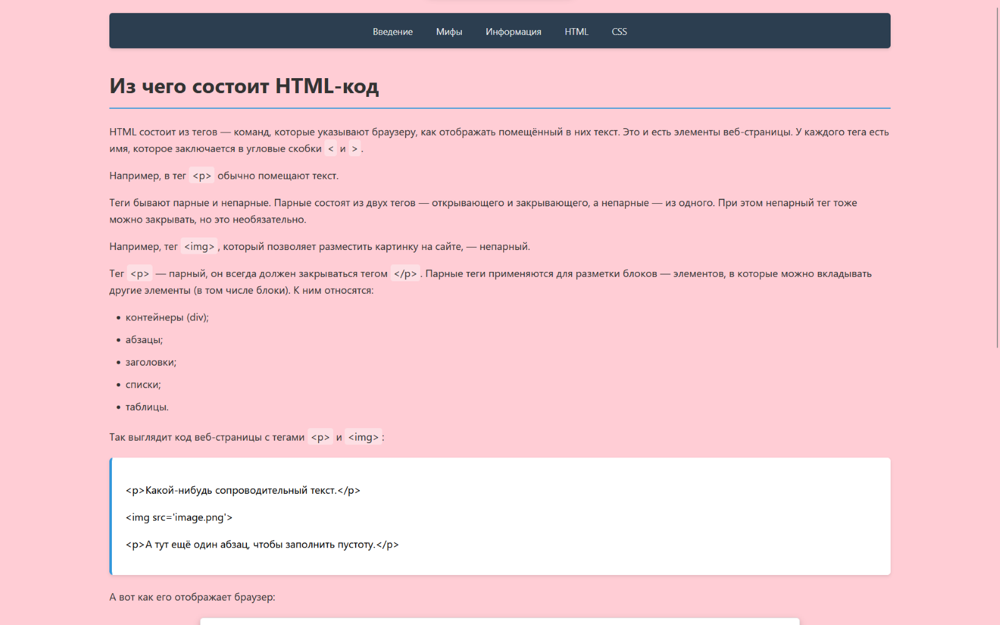 Введение Мифы Информация HTML CSS
Из чего состоит HTML-код
HTML состоит из тегов — команд, которые указывают браузеру, как отображать помещённый в них текст. Это и есть элементы веб-страницы. У каждого тега есть
имя, которое заключается в угловые скобки < и >.
Например, в тег <p> обычно помещают текст.
Теги бывают парные и непарные. Парные состоят из двух тегов — открывающего и закрывающего, а непарные — из одного. При этом непарный тег тоже
можно закрывать, но это необязательно.
Например, тег <img>, который позволяет разместить картинку на сайте, — непарный.
Тег <p> — парный, он всегда должен закрываться тегом </p>. Парные теги применяются для разметки блоков — элементов, в которые можно вкладывать
другие элементы (в том числе блоки). К ним относятся:
• контейнеры (div);
• абзацы;
• заголовки;
• списки;
• таблицы.
Так выглядит код веб-страницы с тегами <p> и <img>:
<p>Какой-нибудь сопроводительный текст.</p>
<img src='image.png'>
<p>А тут ещё один абзац, чтобы заполнить пустоту.</p>
А вот как его отображает браузер: